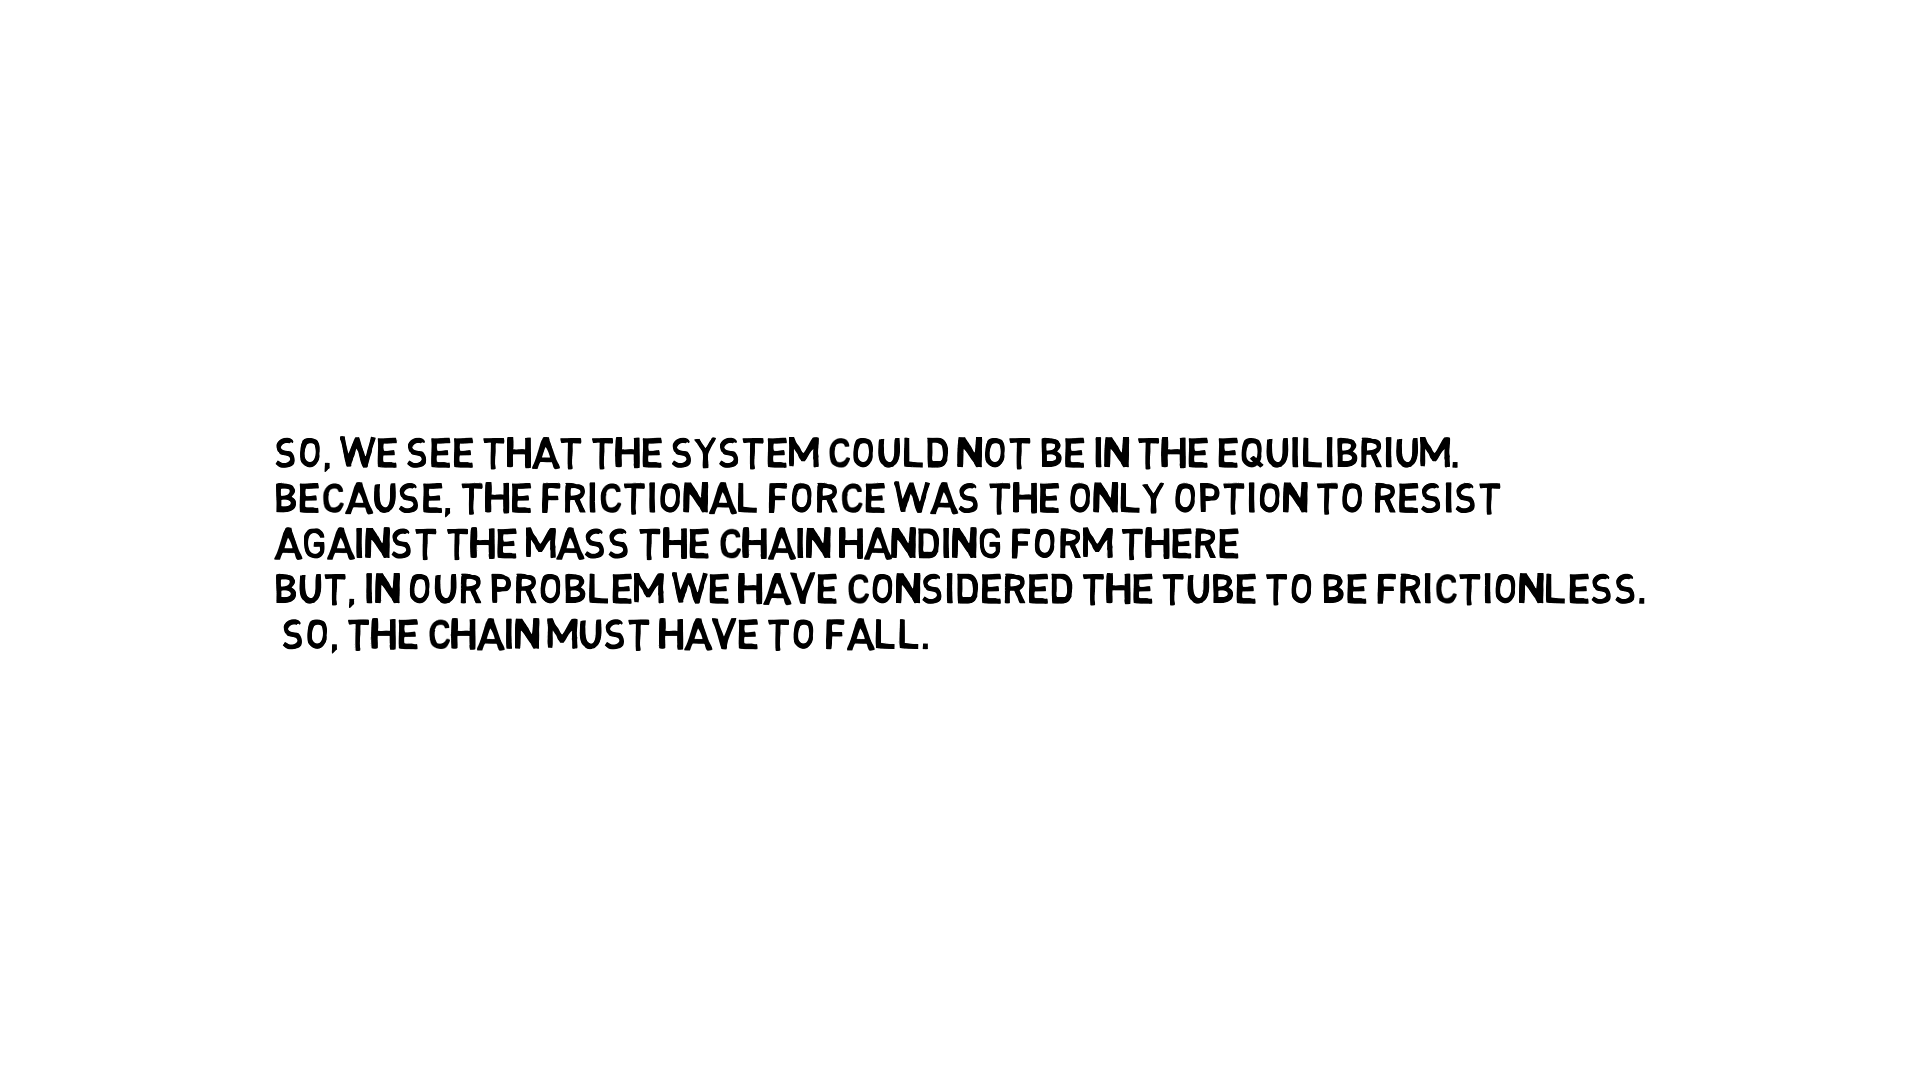 SO, WE SEE THAT THE SYSTEM COULD NOT BE IN THE EQUILIBRIUM.
BECAUSE, THE FRICTIONAL FORCE WAS THE ONLY OPTION TO RESIST
AGAINST THE MASS THE CHAIN HANDING FORM THERE
BUT, IN OUR PROBLEM WE HAVE CONSIDERED THE TUBE TO BE FRICTIONLESS.
SO, THE CHAIN MUST HAVE TO FALL.